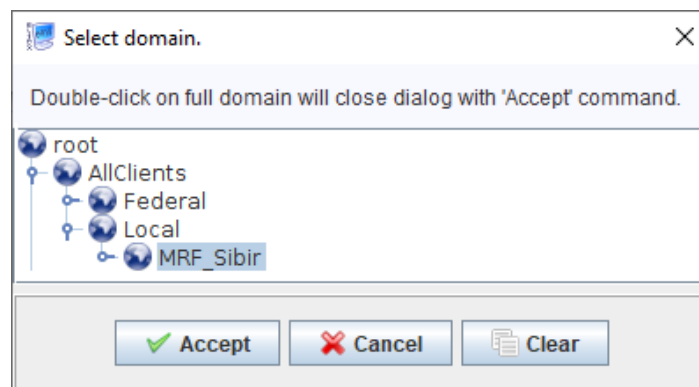 Select domain.
Double-click on full domain will close dialog with 'Accept' command.
root
AllClients
Federal
Local
MRF_Sibir
Accept Cancel Clear